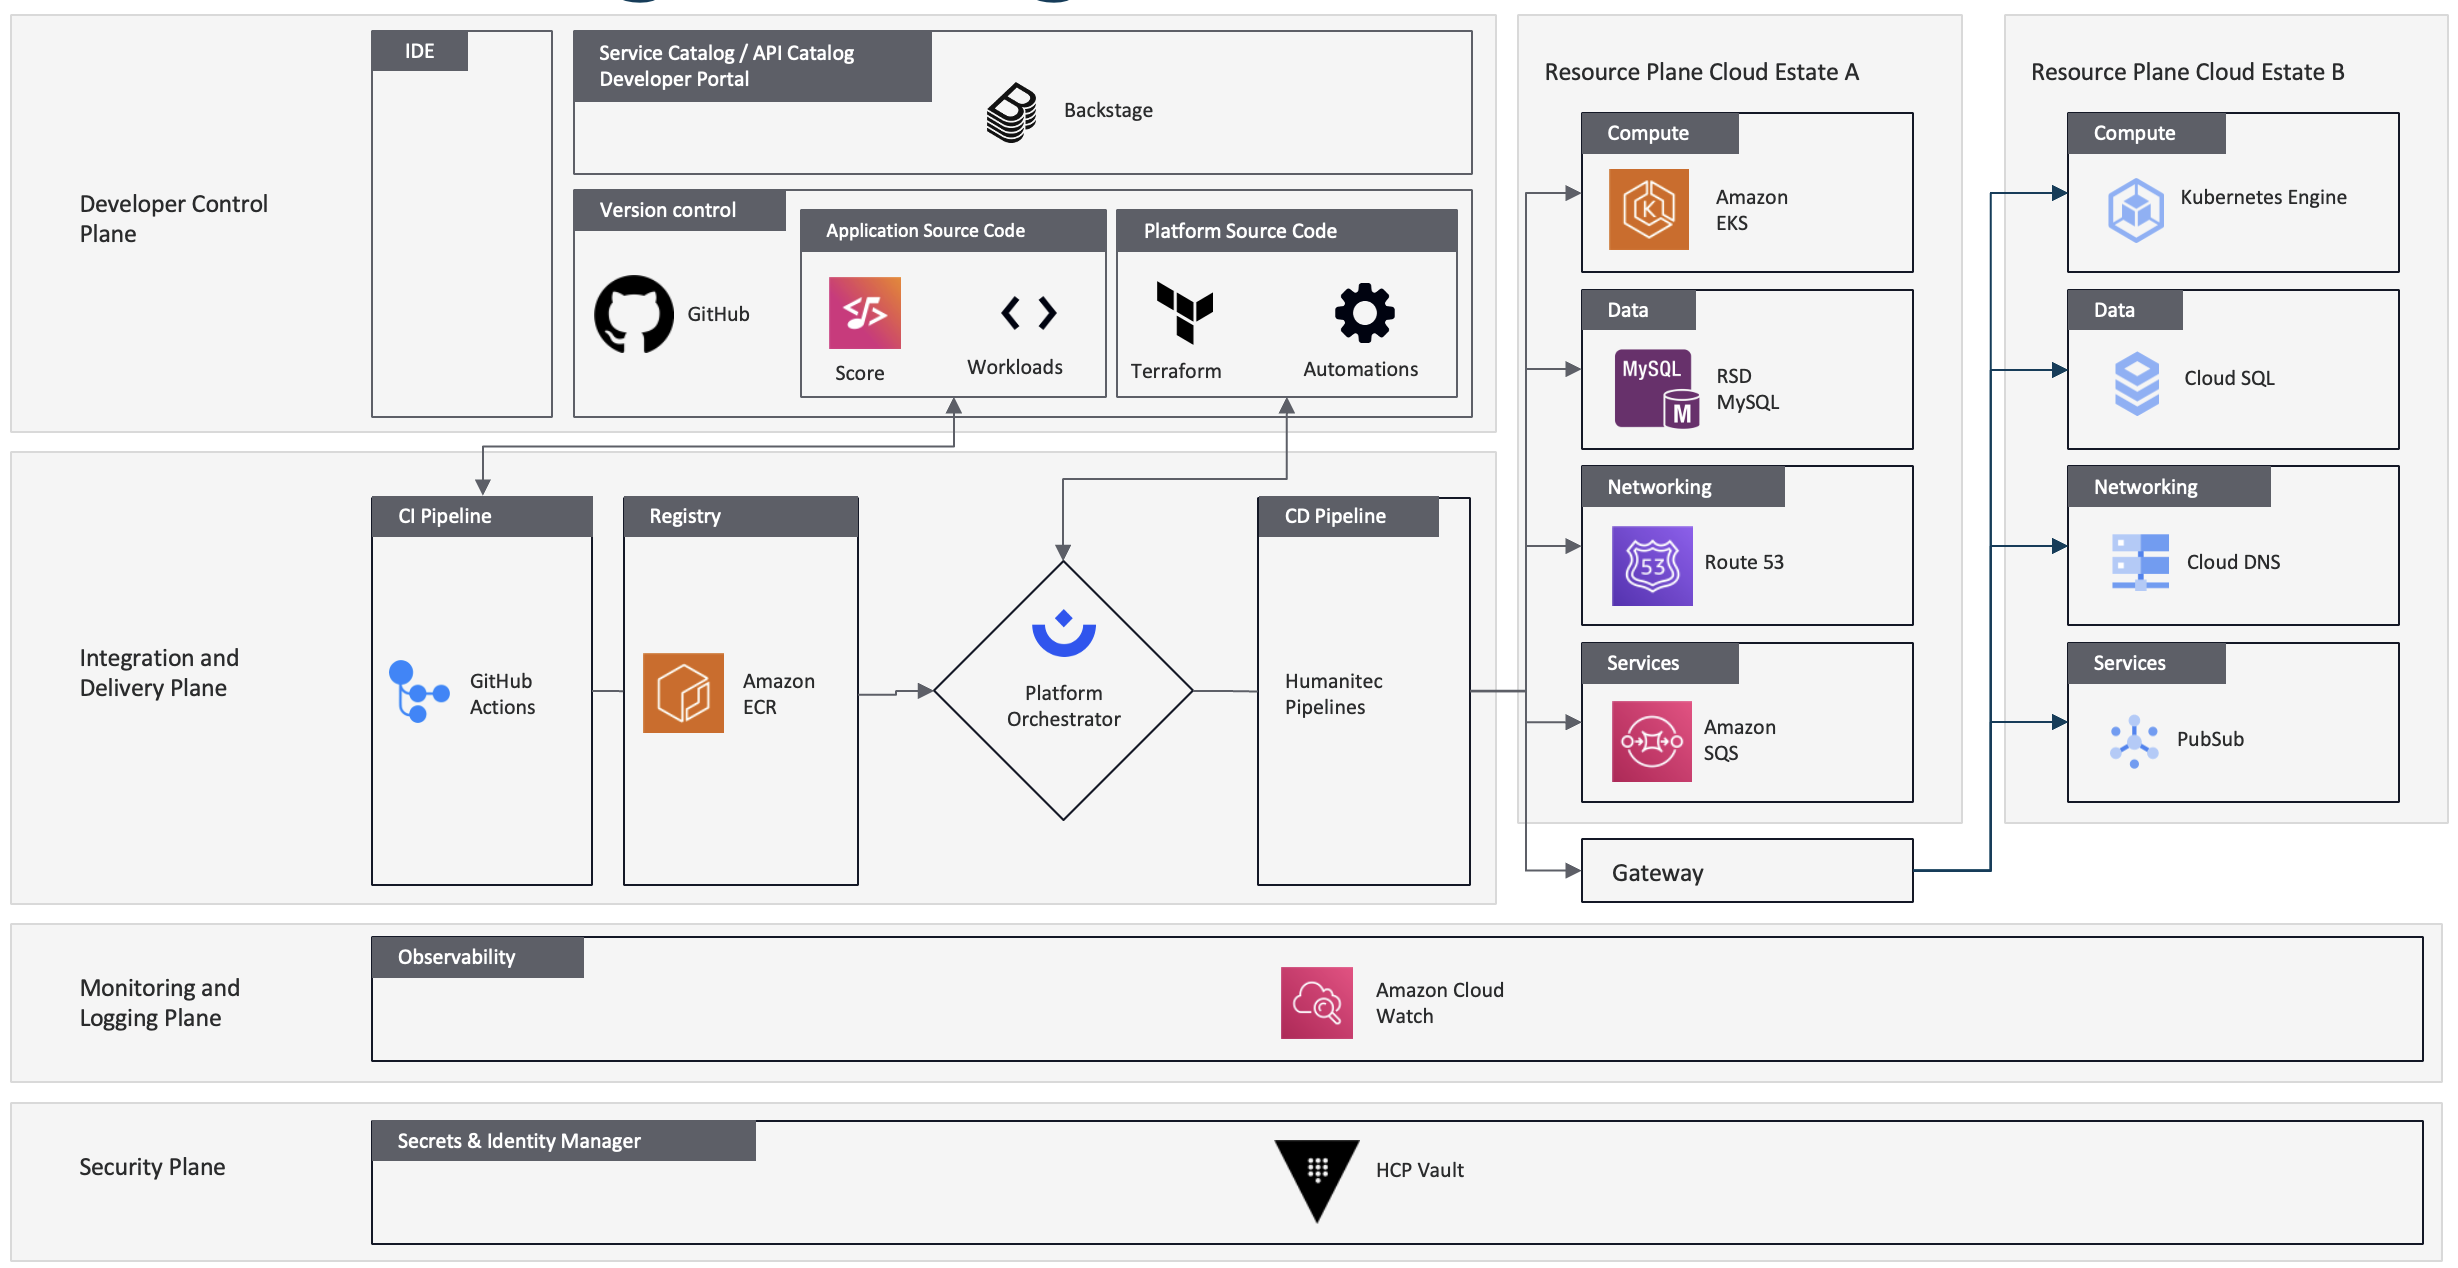 Developer Control
Plane
IDE
Service Catalog / API Catalog
Developer Portal
Backstage
Version control
GitHub
Application Source Code
Score
Workloads
Platform Source Code
Terraform
Automations
Integration and
Delivery Plane
CI Pipeline
GitHub
Actions
Registry
Amazon
ECR
Platform
Orchestrator
CD Pipeline
Humanitec
Pipelines
Resource Plane Cloud Estate A
Compute
K
Amazon
EKS
Data
MySQL
M
RSD
MySQL
Networking
53
Route 53
Services
Amazon
SQS
Gateway
Resource Plane Cloud Estate B
Compute
Kubernetes Engine
Data
Cloud SQL
Networking
Cloud DNS
Services
PubSub
Monitoring and
Logging Plane
Observability
Amazon Cloud
Watch
Security Plane
Secrets & Identity Manager
HCP Vault